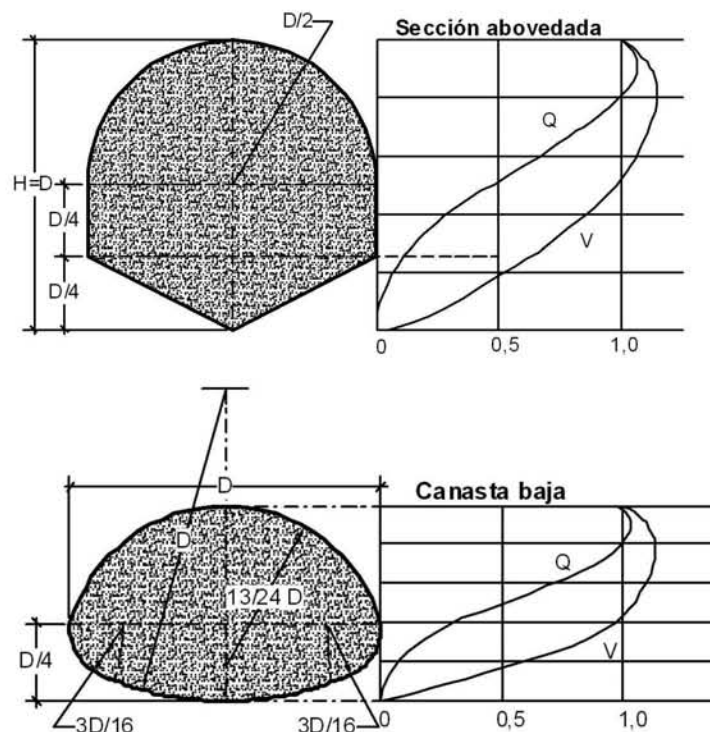 D/2
Sección abovedada
H=D
D/4
D/4
Q
V
0
0,5
1,0
D
Canasta baja
D
13/24 D
D/4
Q
V
3D/16
3D/16
0
0,5
1,0